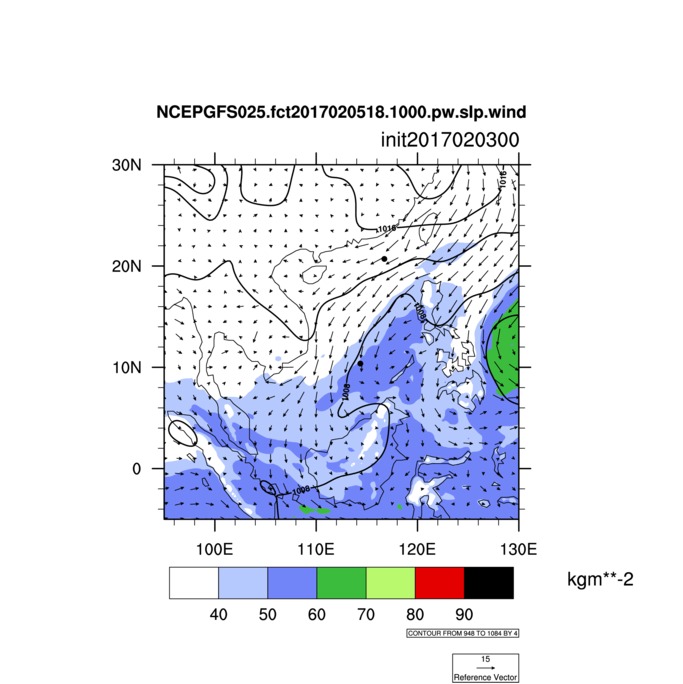 NCEPGFS025.fct2017020518.1000.pw.slp.wind
init2017020300
30N
20N
10N
0
1016
1016
1008
1008
1008
100E 110E 120E 130E
40 50 60 70 80 90
kgm**-2
CONTOUR FROM 948 TO 1084 BY 4
15
Reference Vector